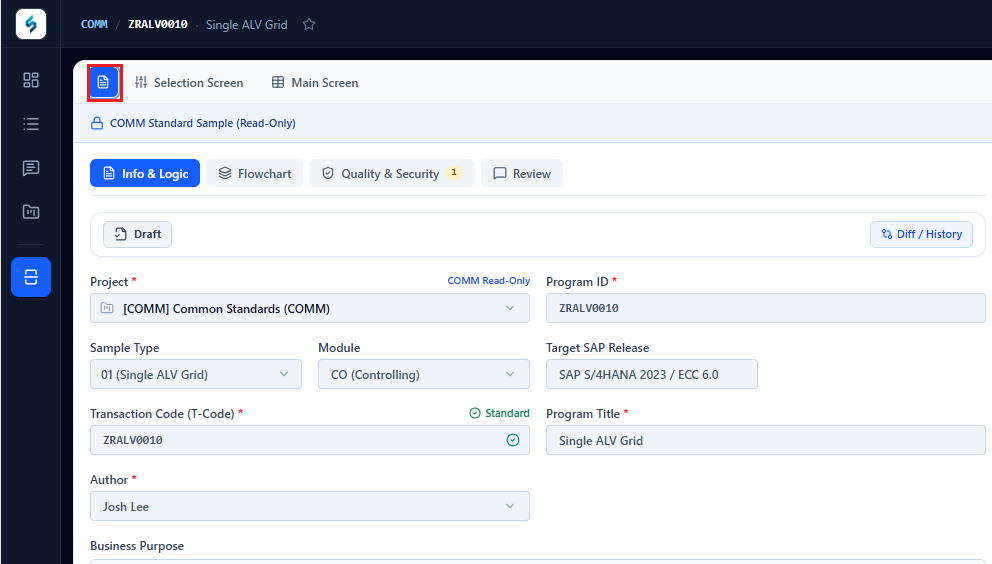 COMM / ZRALV0010 · Single ALV Grid
Selection Screen Main Screen
COMM Standard Sample (Read-Only)
Info & Logic Flowchart Quality & Security 1 Review
Draft Diff / History
Project * COMM Read-Only Program ID *
[COMM] Common Standards (COMM) ZRALV0010
Sample Type Module Target SAP Release
01 (Single ALV Grid) CO (Controlling) SAP S/4HANA 2023 / ECC 6.0
Transaction Code (T-Code) * Standard Program Title *
ZRALV0010 Single ALV Grid
Author *
Josh Lee
Business Purpose